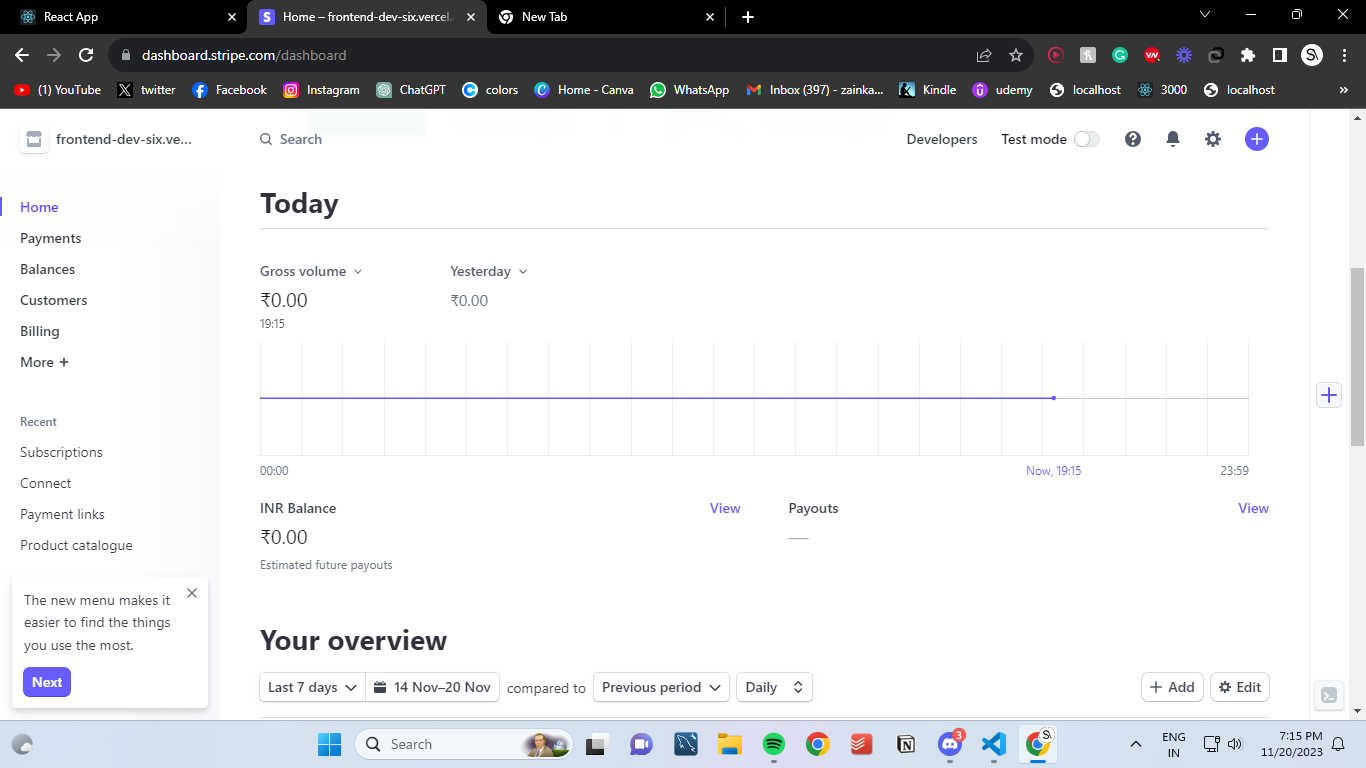 React App
Home – frontend-dev-six.vercel.
New Tab
dashboard.stripe.com/dashboard
(1) YouTube
twitter
Facebook
Instagram
ChatGPT
colors
Home - Canva
WhatsApp
Inbox (397) - zainka...
Kindle
udemy
localhost
3000
localhost
»
frontend-dev-six.ve...
Search
Developers
Test mode
Home
Payments
Balances
Customers
Billing
More +
Recent
Subscriptions
Connect
Payment links
Product catalogue
The new menu makes it
easier to find the things
you use the most.
Next
Today
Gross volume
Yesterday
₹0.00
₹0.00
19:15
00:00
Now, 19:15
23:59
INR Balance
View
Payouts
View
₹0.00
—
Estimated future payouts
Your overview
Last 7 days
14 Nov–20 Nov
compared to
Previous period
Daily
+ Add
Edit
Search
3
ENG
IN
7:15 PM
11/20/2023